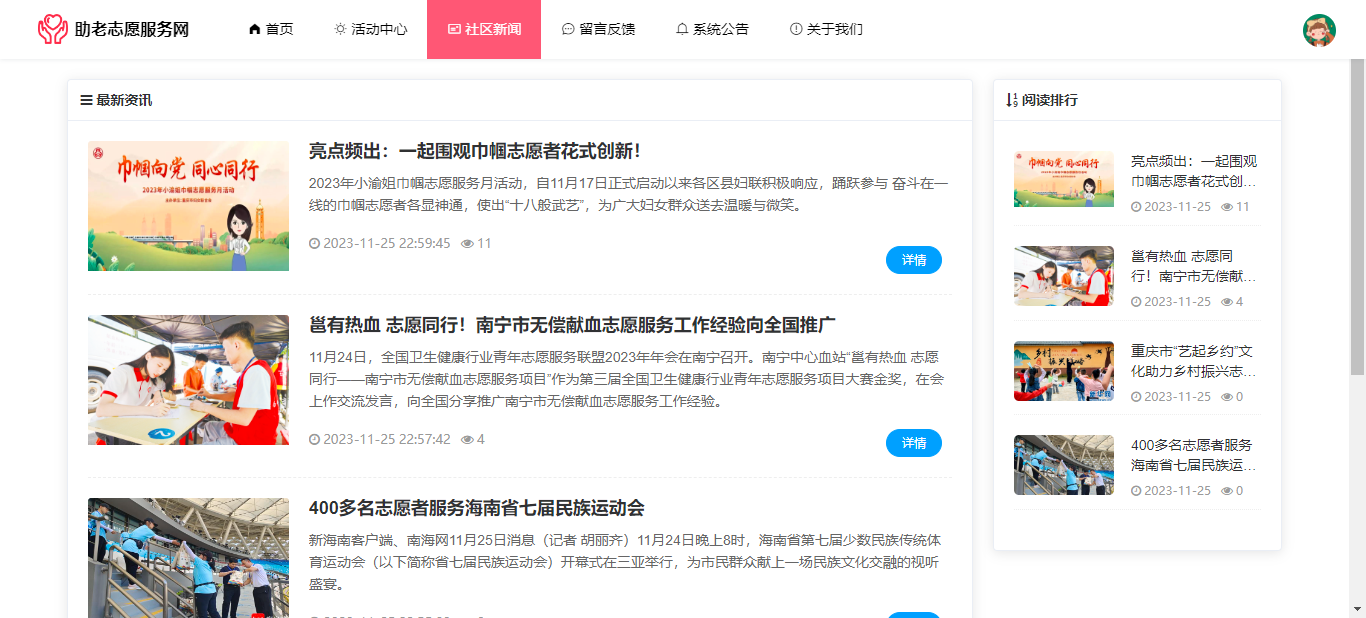 助老志愿服务网
首页
活动中心
社区新闻
留言反馈
系统公告
关于我们
最新资讯
巾帼向党 同心同行
2023年小渝姐巾帼志愿服务月活动
亮点频出：一起围观巾帼志愿者花式创新！
2023年小渝姐巾帼志愿服务月活动，自11月17日正式启动以来各区县妇联积极响应，踊跃参与 奋斗在一
线的巾帼志愿者各显神通，使出“十八般武艺”，为广大妇女群众送去温暖与微笑。
2023-11-25 22:59:45 11
详情
邕有热血 志愿同行！南宁市无偿献血志愿服务工作经验向全国推广
11月24日，全国卫生健康行业青年志愿服务联盟2023年年会在南宁召开。南宁中心血站“邕有热血 志愿
同行——南宁市无偿献血志愿服务项目”作为第三届全国卫生健康行业青年志愿服务项目大赛金奖，在会
上作交流发言，向全国分享推广南宁市无偿献血志愿服务工作经验。
2023-11-25 22:57:42 4
详情
400多名志愿者服务海南省七届民族运动会
新海南客户端、南海网11月25日消息（记者 胡丽齐）11月24日晚上8时，海南省第七届少数民族传统体
育运动会（以下简称省七届民族运动会）开幕式在三亚举行，为市民群众献上一场民族文化交融的视听
盛宴。
阅读排行
巾帼向党 同心同行
亮点频出：一起围观
巾帼志愿者花式创…
2023-11-25 11
邕有热血 志愿同
行！南宁市无偿献…
2023-11-25 4
乡村
重庆市“艺起乡约”文
化助力乡村振兴志…
2023-11-25 0
400多名志愿者服务
海南省七届民族运…
2023-11-25 0